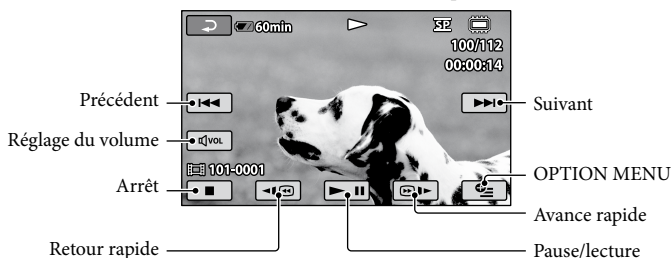 60min
SP
100/112
00:00:14
Précédent
Suivant
Réglage du volume
VOL
101-0001
OPTION MENU
Arrêt
Avance rapide
Retour rapide
Pause/lecture